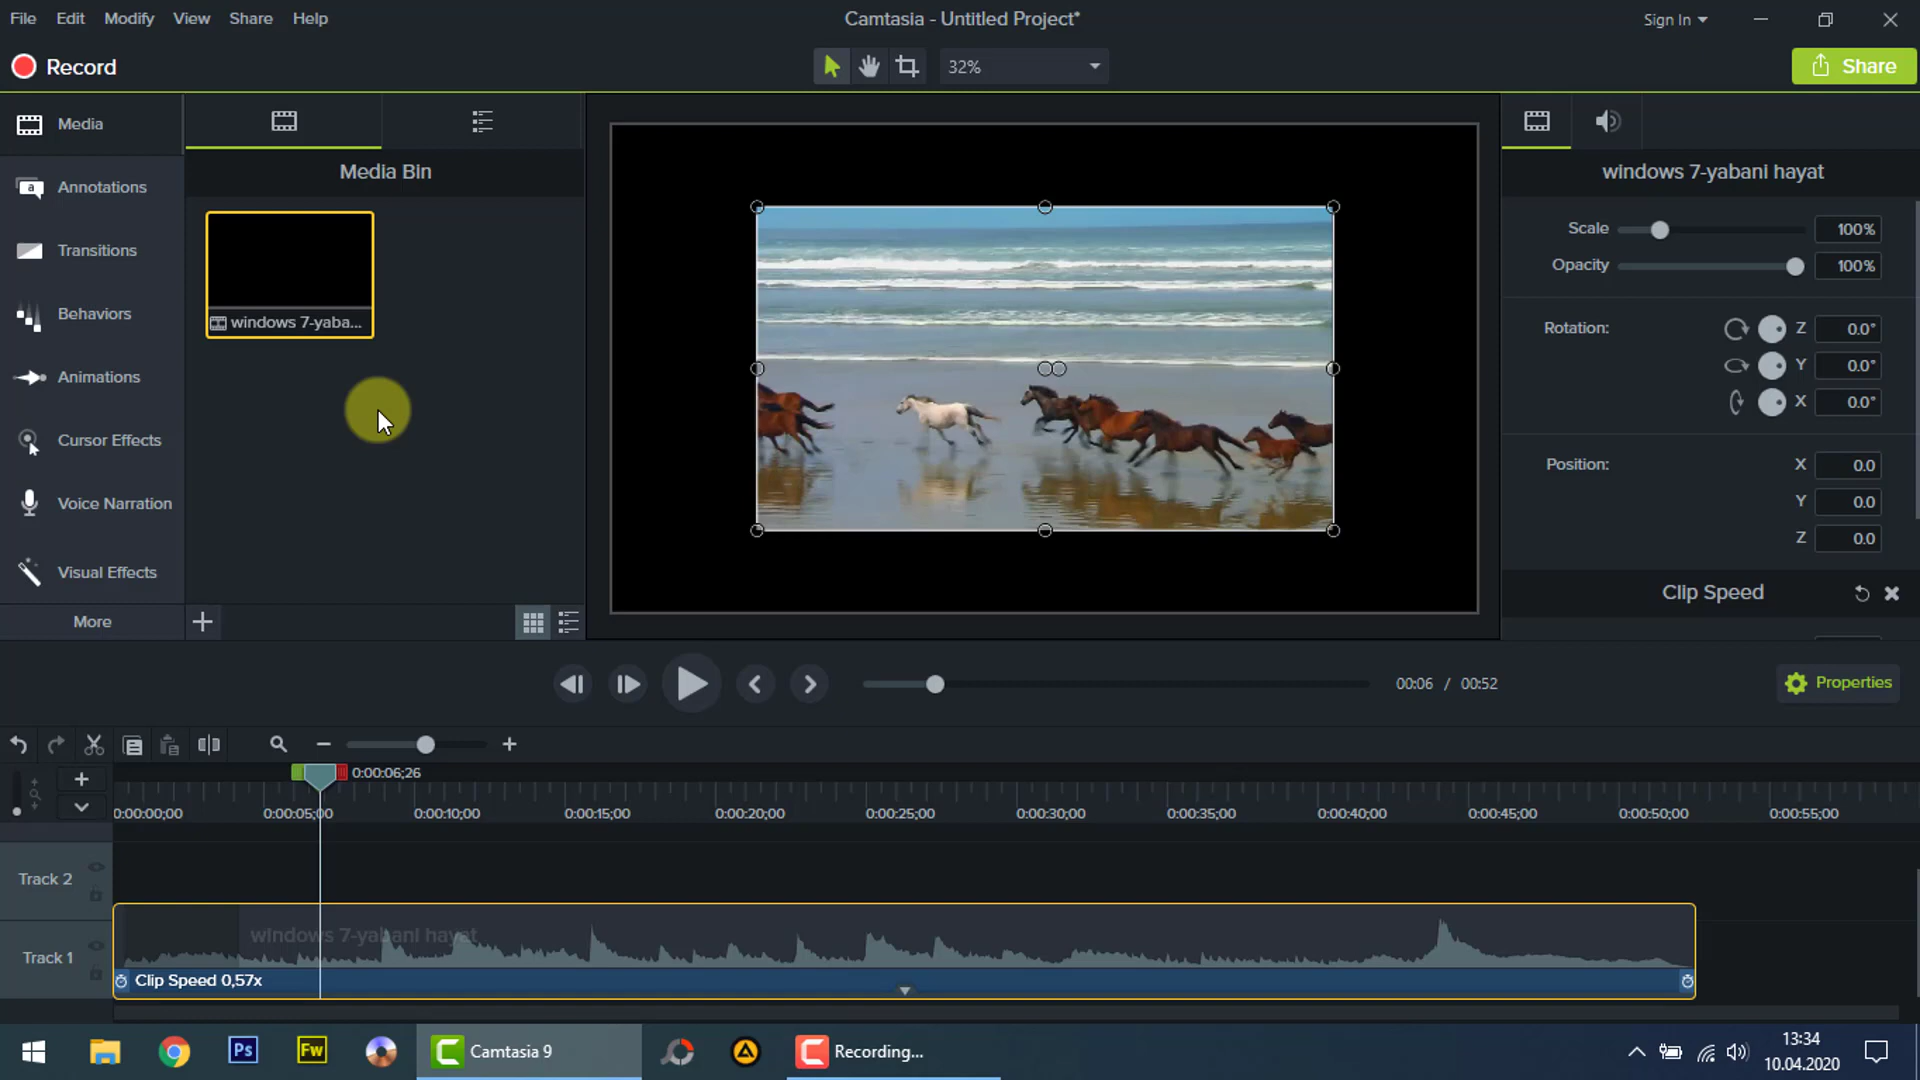 File Edit Modify View Share Help
Camtasia - Untitled Project*
Sign In
Record
32%
Share
Media
Annotations
Transitions
Behaviors
Animations
Cursor Effects
Voice Narration
Visual Effects
More
Media Bin
windows 7-yaba...
windows 7-yabani hayat
Scale 100%
Opacity 100%
Rotation: Z 0.0°
Y 0.0°
X 0.0°
Position: X 0.0
Y 0.0
Z 0.0
Clip Speed
00:06 / 00:52
Properties
0:00:06;26
0:00:00;00 0:00:05;00 0:00:10;00 0:00:15;00 0:00:20;00 0:00:25;00 0:00:30;00 0:00:35;00 0:00:40;00 0:00:45;00 0:00:50;00 0:00:55;00
Track 2
windows 7-yabani hayat
Track 1
Clip Speed 0,57x
Ps
Fw
Camtasia 9
Recording...
13:34
10.04.2020